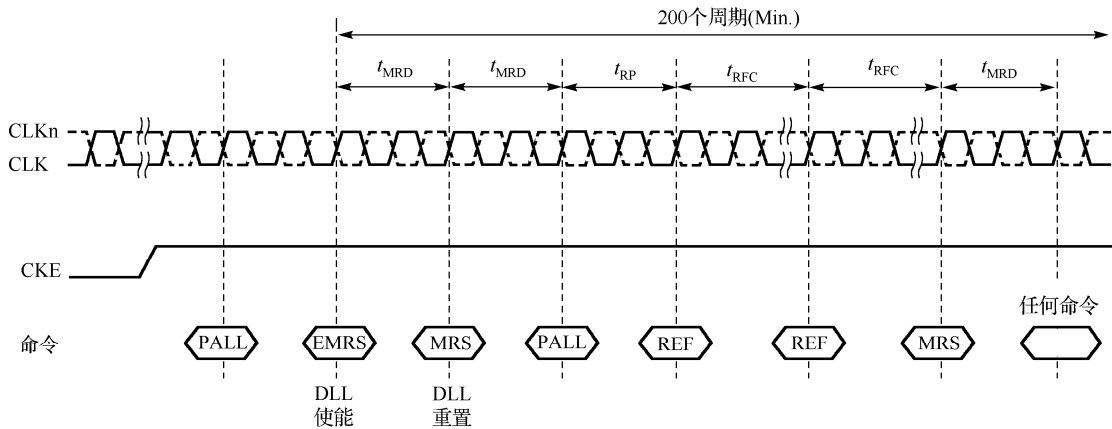 200个周期(Min.)
tMRD tMRD tRP tRFC tRFC tMRD
CLKn
CLK
CKE
任何命令
命令 PALL EMRS MRS PALL REF REF MRS
DLL DLL
使能 重置